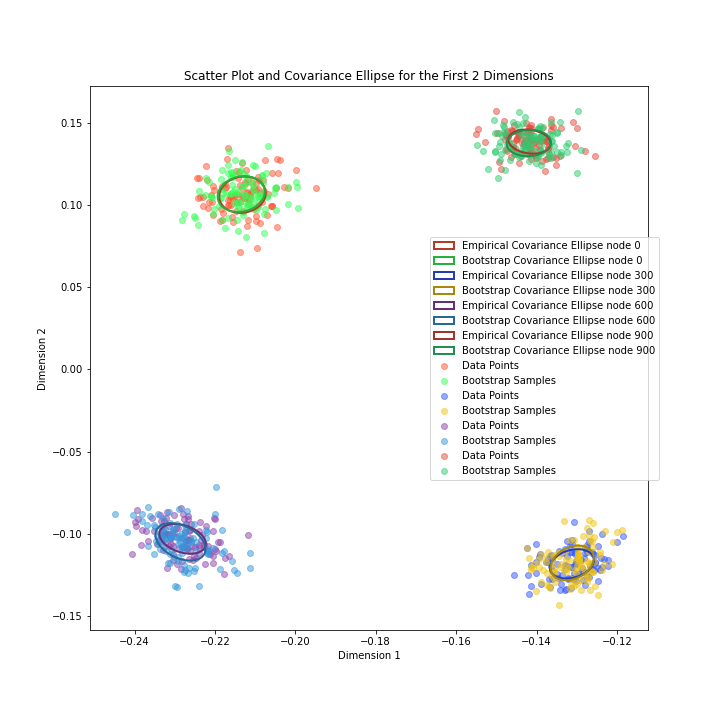 Scatter Plot and Covariance Ellipse for the First 2 Dimensions
0.15
0.10
0.05
0.00
−0.05
−0.10
−0.15
Dimension 2
Empirical Covariance Ellipse node 0
Bootstrap Covariance Ellipse node 0
Empirical Covariance Ellipse node 300
Bootstrap Covariance Ellipse node 300
Empirical Covariance Ellipse node 600
Bootstrap Covariance Ellipse node 600
Empirical Covariance Ellipse node 900
Bootstrap Covariance Ellipse node 900
Data Points
Bootstrap Samples
Data Points
Bootstrap Samples
Data Points
Bootstrap Samples
Data Points
Bootstrap Samples
−0.24 −0.22 −0.20 −0.18 −0.16 −0.14 −0.12
Dimension 1